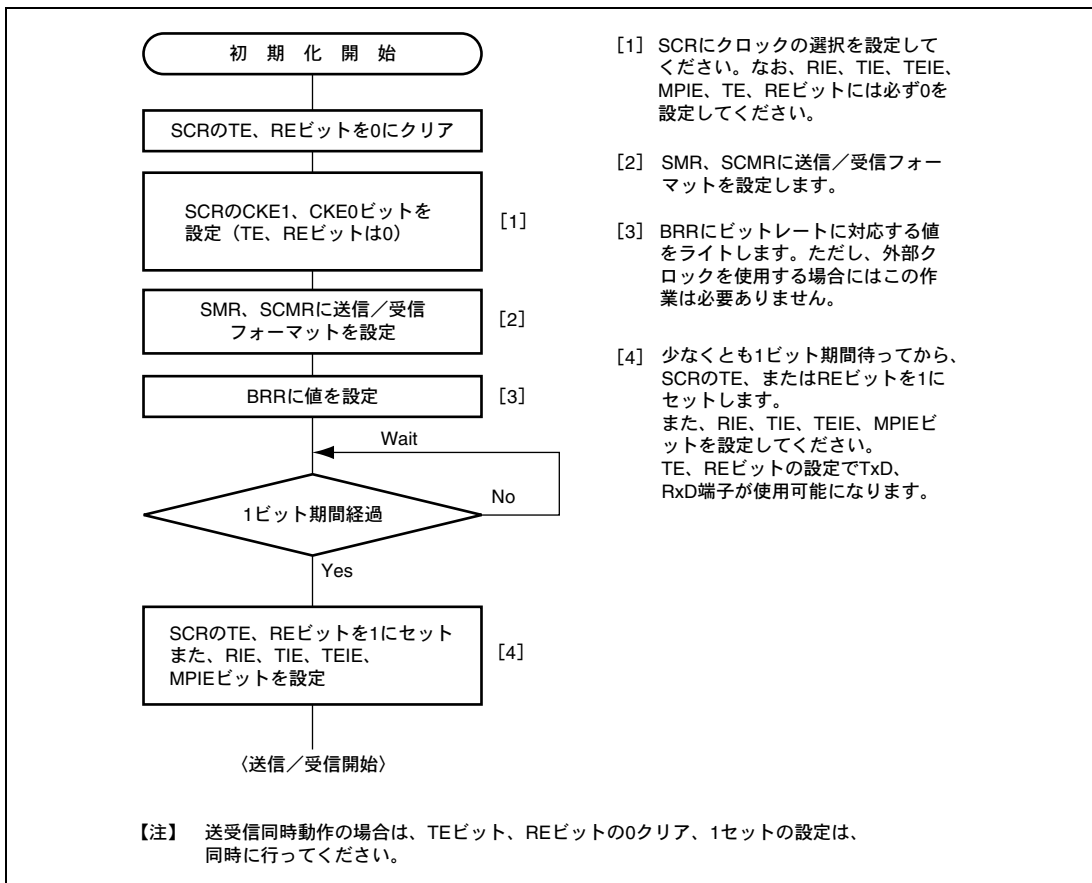 初 期 化 開 始
SCRのTE、REビットを0にクリア
SCRのCKE1、CKE0ビットを
設定（TE、REビットは0）
[1]
SMR、SCMRに送信／受信
フォーマットを設定
[2]
BRRに値を設定
[3]
Wait
No
1ビット期間経過
Yes
SCRのTE、REビットを1にセット
また、RIE、TIE、TEIE、
MPIEビットを設定
[4]
〈送信／受信開始〉
[1] SCRにクロックの選択を設定して
ください。なお、RIE、TIE、TEIE、
MPIE、TE、REビットには必ず0を
設定してください。
[2] SMR、SCMRに送信／受信フォー
マットを設定します。
[3] BRRにビットレートに対応する値
をライトします。ただし、外部ク
ロックを使用する場合にはこの作
業は必要ありません。
[4] 少なくとも1ビット期間待ってから、
SCRのTE、またはREビットを1に
セットします。
また、RIE、TIE、TEIE、MPIEビ
ットを設定してください。
TE、REビットの設定でTxD、
RxD端子が使用可能になります。
【注】 送受信同時動作の場合は、TEビット、REビットの0クリア、1セットの設定は、
同時に行ってください。